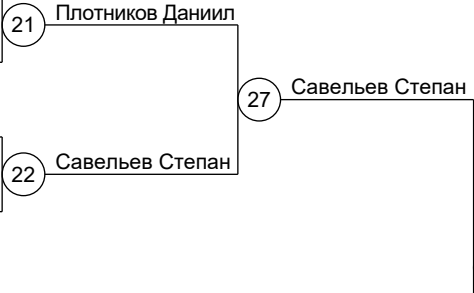 21 Плотников Даниил
27 Савельев Степан
22 Савельев Степан